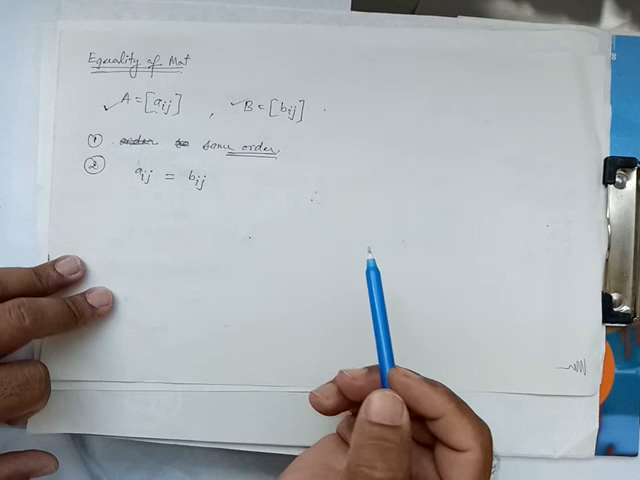 Equality of Mat
A = [aij] , B = [bij]
① same order
② aij = bij